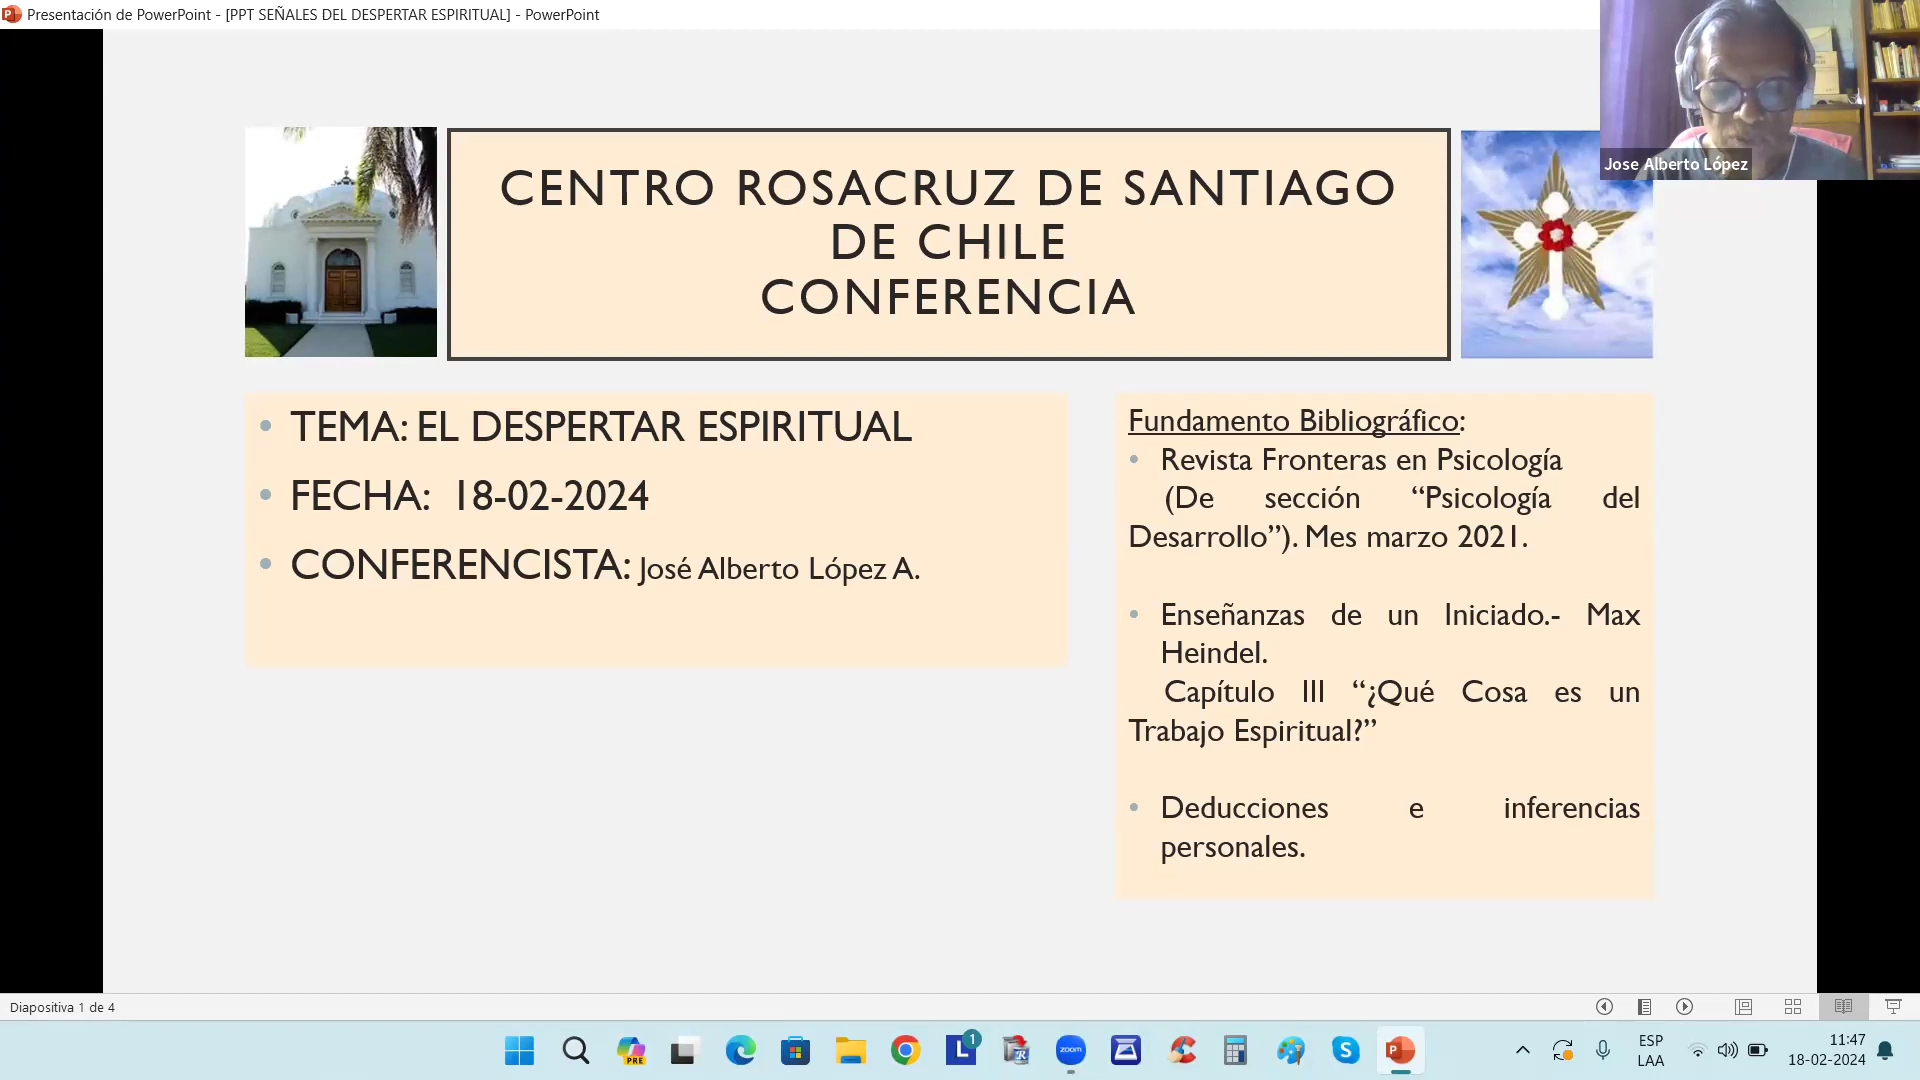 Presentación de PowerPoint - [PPT SEÑALES DEL DESPERTAR ESPIRITUAL] - PowerPoint
Jose Alberto López
CENTRO ROSACRUZ DE SANTIAGO
DE CHILE
CONFERENCIA
• TEMA: EL DESPERTAR ESPIRITUAL
• FECHA: 18-02-2024
• CONFERENCISTA: José Alberto López A.
Fundamento Bibliográfico:
• Revista Fronteras en Psicología
(De sección “Psicología del
Desarrollo”). Mes marzo 2021.
• Enseñanzas de un Iniciado.- Max
Heindel.
Capítulo III “¿Qué Cosa es un
Trabajo Espiritual?”
• Deducciones e inferencias
personales.
Diapositiva 1 de 4
PRE
L
1
R
zoom
S
P
ESP
LAA
11:47
18-02-2024